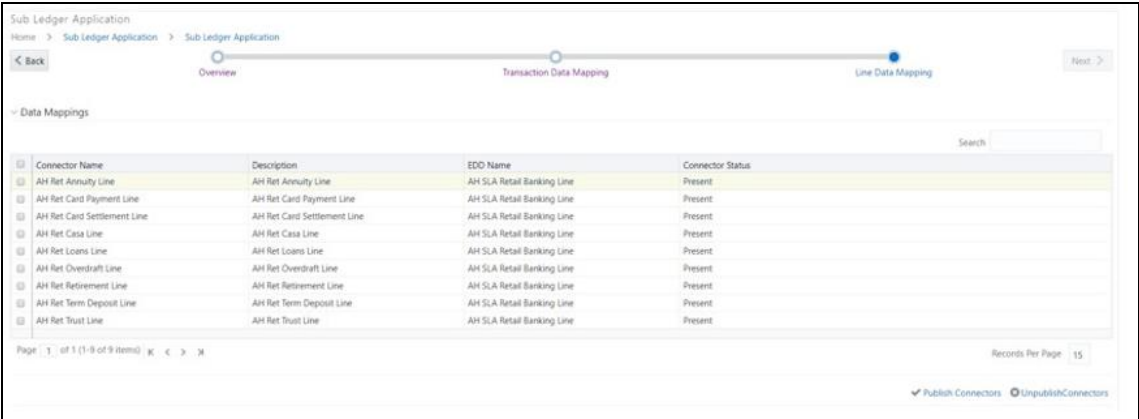 Sub Ledger Application
Home > Sub Ledger Application > Sub Ledger Application
Back
Next
Overview
Transaction Data Mapping
Line Data Mapping
Data Mappings
Search
Connector Name Description EDD Name Connector Status
AH Ret Annuity Line AH Ret Annuity Line AH SLA Retail Banking Line Present
AH Ret Card Payment Line AH Ret Card Payment Line AH SLA Retail Banking Line Present
AH Ret Card Settlement Line AH Ret Card Settlement Line AH SLA Retail Banking Line Present
AH Ret Casa Line AH Ret Casa Line AH SLA Retail Banking Line Present
AH Ret Loans Line AH Ret Loans Line AH SLA Retail Banking Line Present
AH Ret Overdraft Line AH Ret Overdraft Line AH SLA Retail Banking Line Present
AH Ret Retirement Line AH Ret Retirement Line AH SLA Retail Banking Line Present
AH Ret Term Deposit Line AH Ret Term Deposit Line AH SLA Retail Banking Line Present
AH Ret Trust Line AH Ret Trust Line AH SLA Retail Banking Line Present
Page 1 of 1 (1-9 of 9 items) Records Per Page 15
Publish Connectors UnpublishConnectors